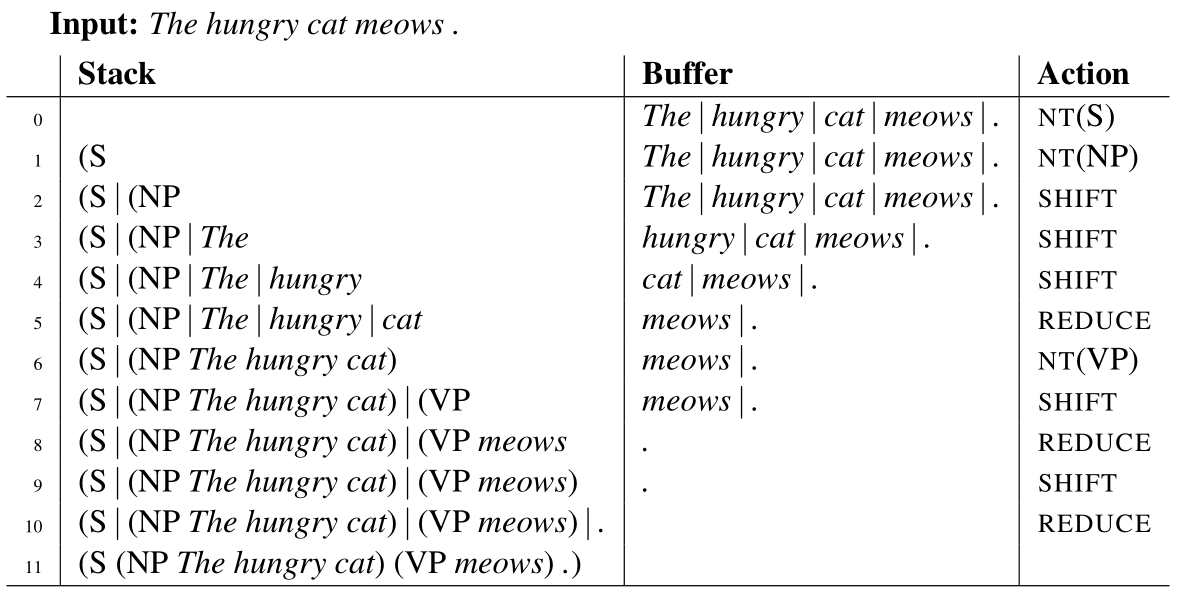 Input: The hungry cat meows .
Stack Buffer Action
0 The | hungry | cat | meows | . NT(S)
1 (S The | hungry | cat | meows | . NT(NP)
2 (S | (NP The | hungry | cat | meows | . SHIFT
3 (S | (NP | The hungry | cat | meows | . SHIFT
4 (S | (NP | The | hungry cat | meows | . SHIFT
5 (S | (NP | The | hungry | cat meows | . REDUCE
6 (S | (NP The hungry cat) meows | . NT(VP)
7 (S | (NP The hungry cat) | (VP meows | . SHIFT
8 (S | (NP The hungry cat) | (VP meows . REDUCE
9 (S | (NP The hungry cat) | (VP meows) . SHIFT
10 (S | (NP The hungry cat) | (VP meows) | . REDUCE
11 (S (NP The hungry cat) (VP meows) .)